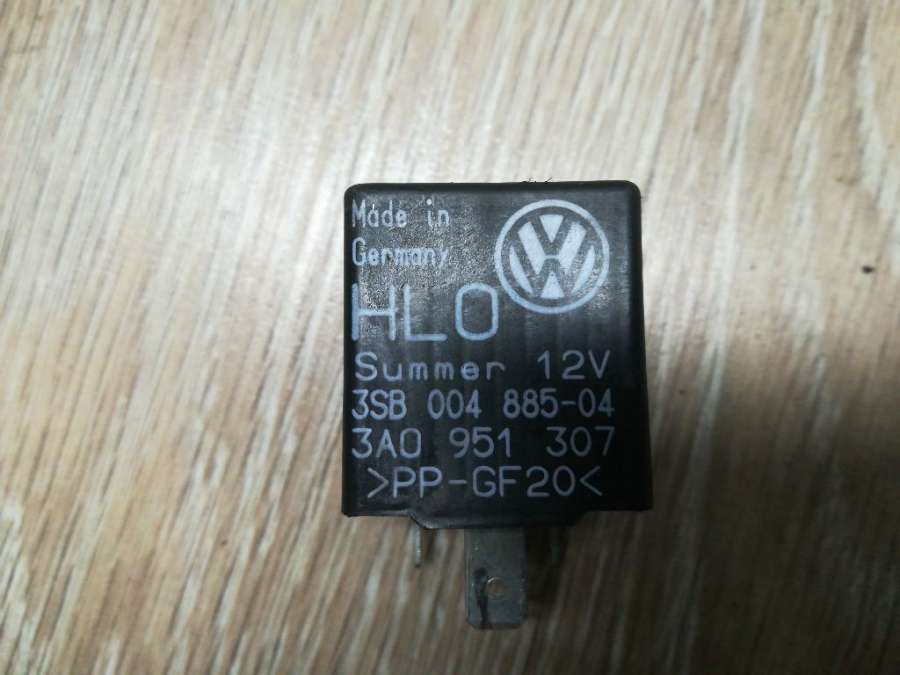 Made in
Germany
HLO
Summer 12V
3SB 004 885-04
3A0 951 307
>PP-GF20<